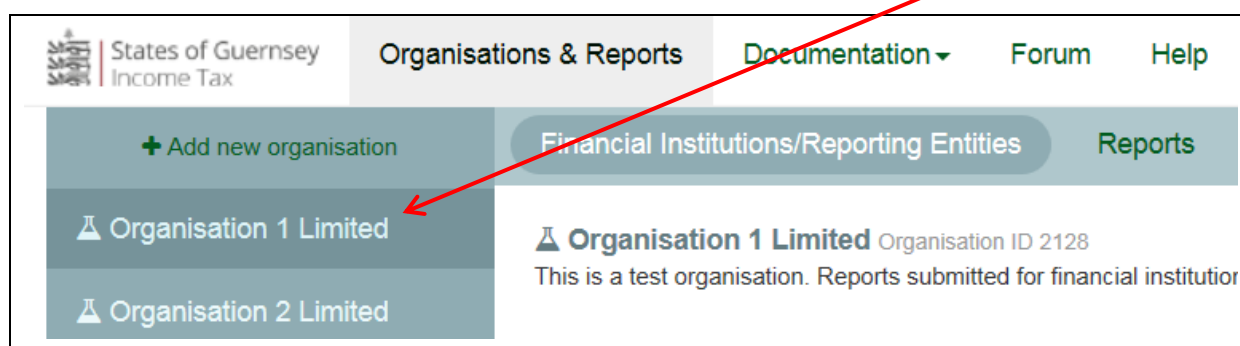 States of Guernsey
Income Tax
Organisations & Reports Documentation Forum Help
+ Add new organisation
Financial Institutions/Reporting Entities Reports
Organisation 1 Limited
Organisation 1 Limited Organisation ID 2128
This is a test organisation. Reports submitted for financial institution
Organisation 2 Limited